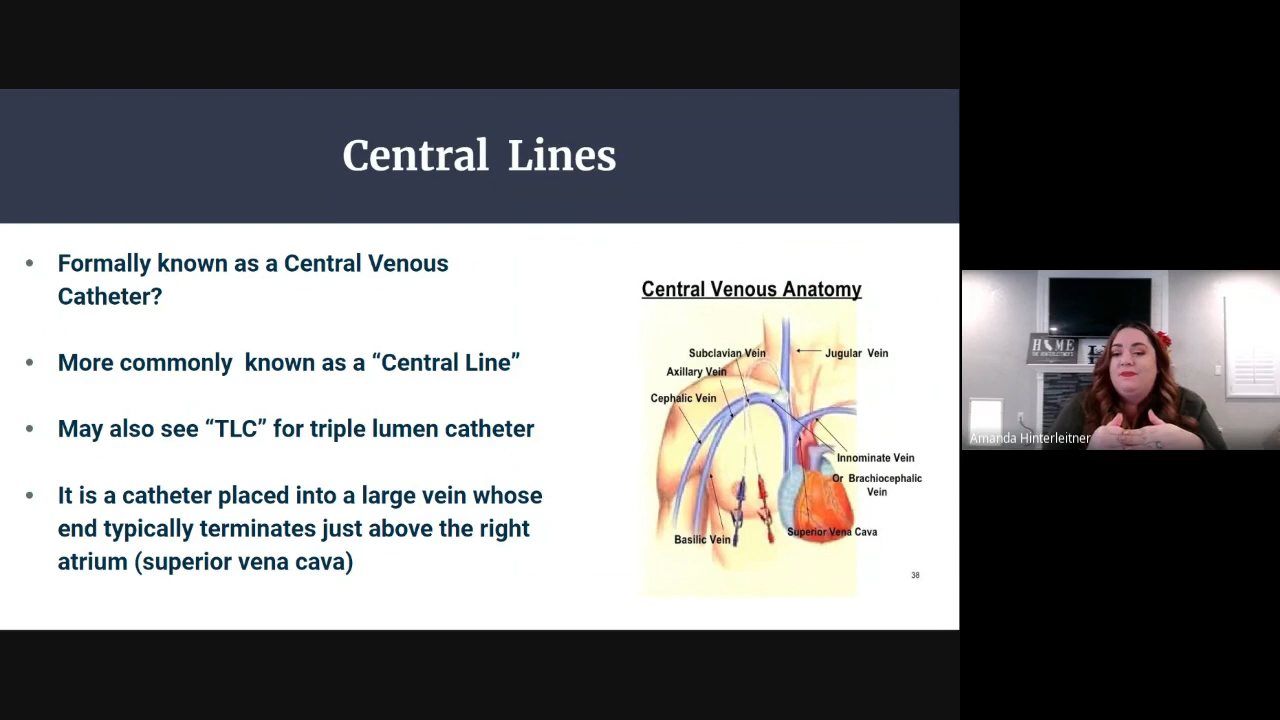 Central Lines
• Formally known as a Central Venous
Catheter?
• More commonly known as a “Central Line”
• May also see “TLC” for triple lumen catheter
• It is a catheter placed into a large vein whose
end typically terminates just above the right
atrium (superior vena cava)
Central Venous Anatomy
Subclavian Vein
Jugular Vein
Axillary Vein
Cephalic Vein
Innominate Vein
Or Brachiocephalic
Vein
Superior Vena Cava
Basilic Vein
38
HOME
Amanda Hinterleitner